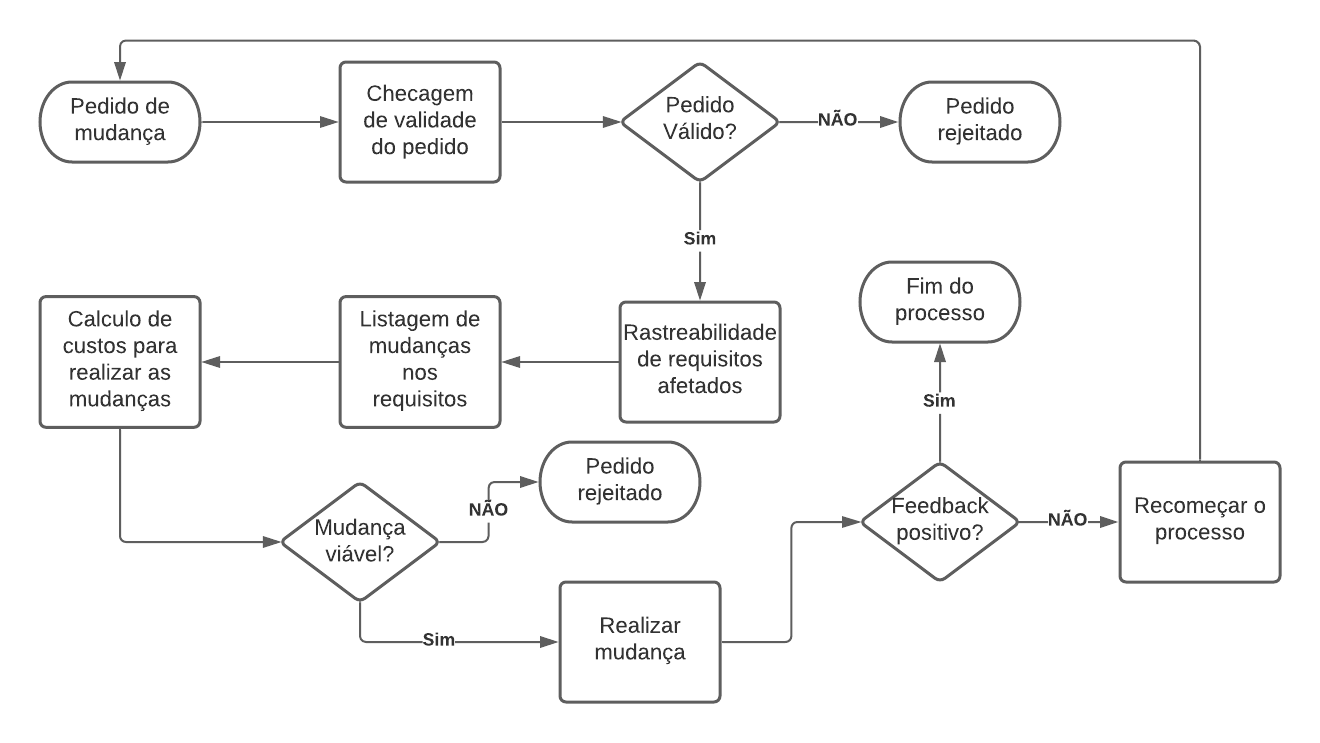 Pedido de
mudança
Checagem
de validade
do pedido
Pedido
Válido?
NÃO
Pedido
rejeitado
Sim
Rastreabilidade
de requisitos
afetados
Listagem de
mudanças
nos
requisitos
Calculo de
custos para
realizar as
mudanças
Mudança
viável?
NÃO
Pedido
rejeitado
Sim
Realizar
mudança
Feedback
positivo?
Sim
Fim do
processo
NÃO
Recomeçar o
processo